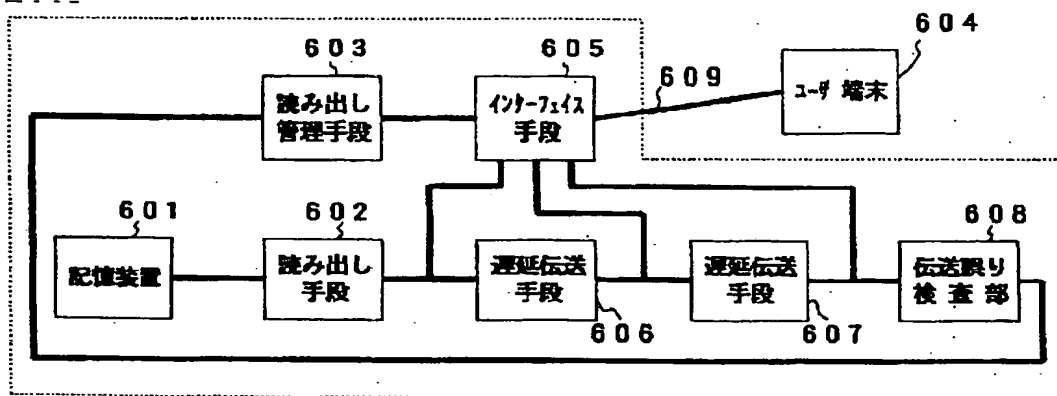 603
読み出し
管理手段
605
インターフェイス
手段
609
604
ユーザ 端末
601
記憶装置
602
読み出し
手段
遅延伝送
手段
606
遅延伝送
手段
607
608
伝送誤り
検査部